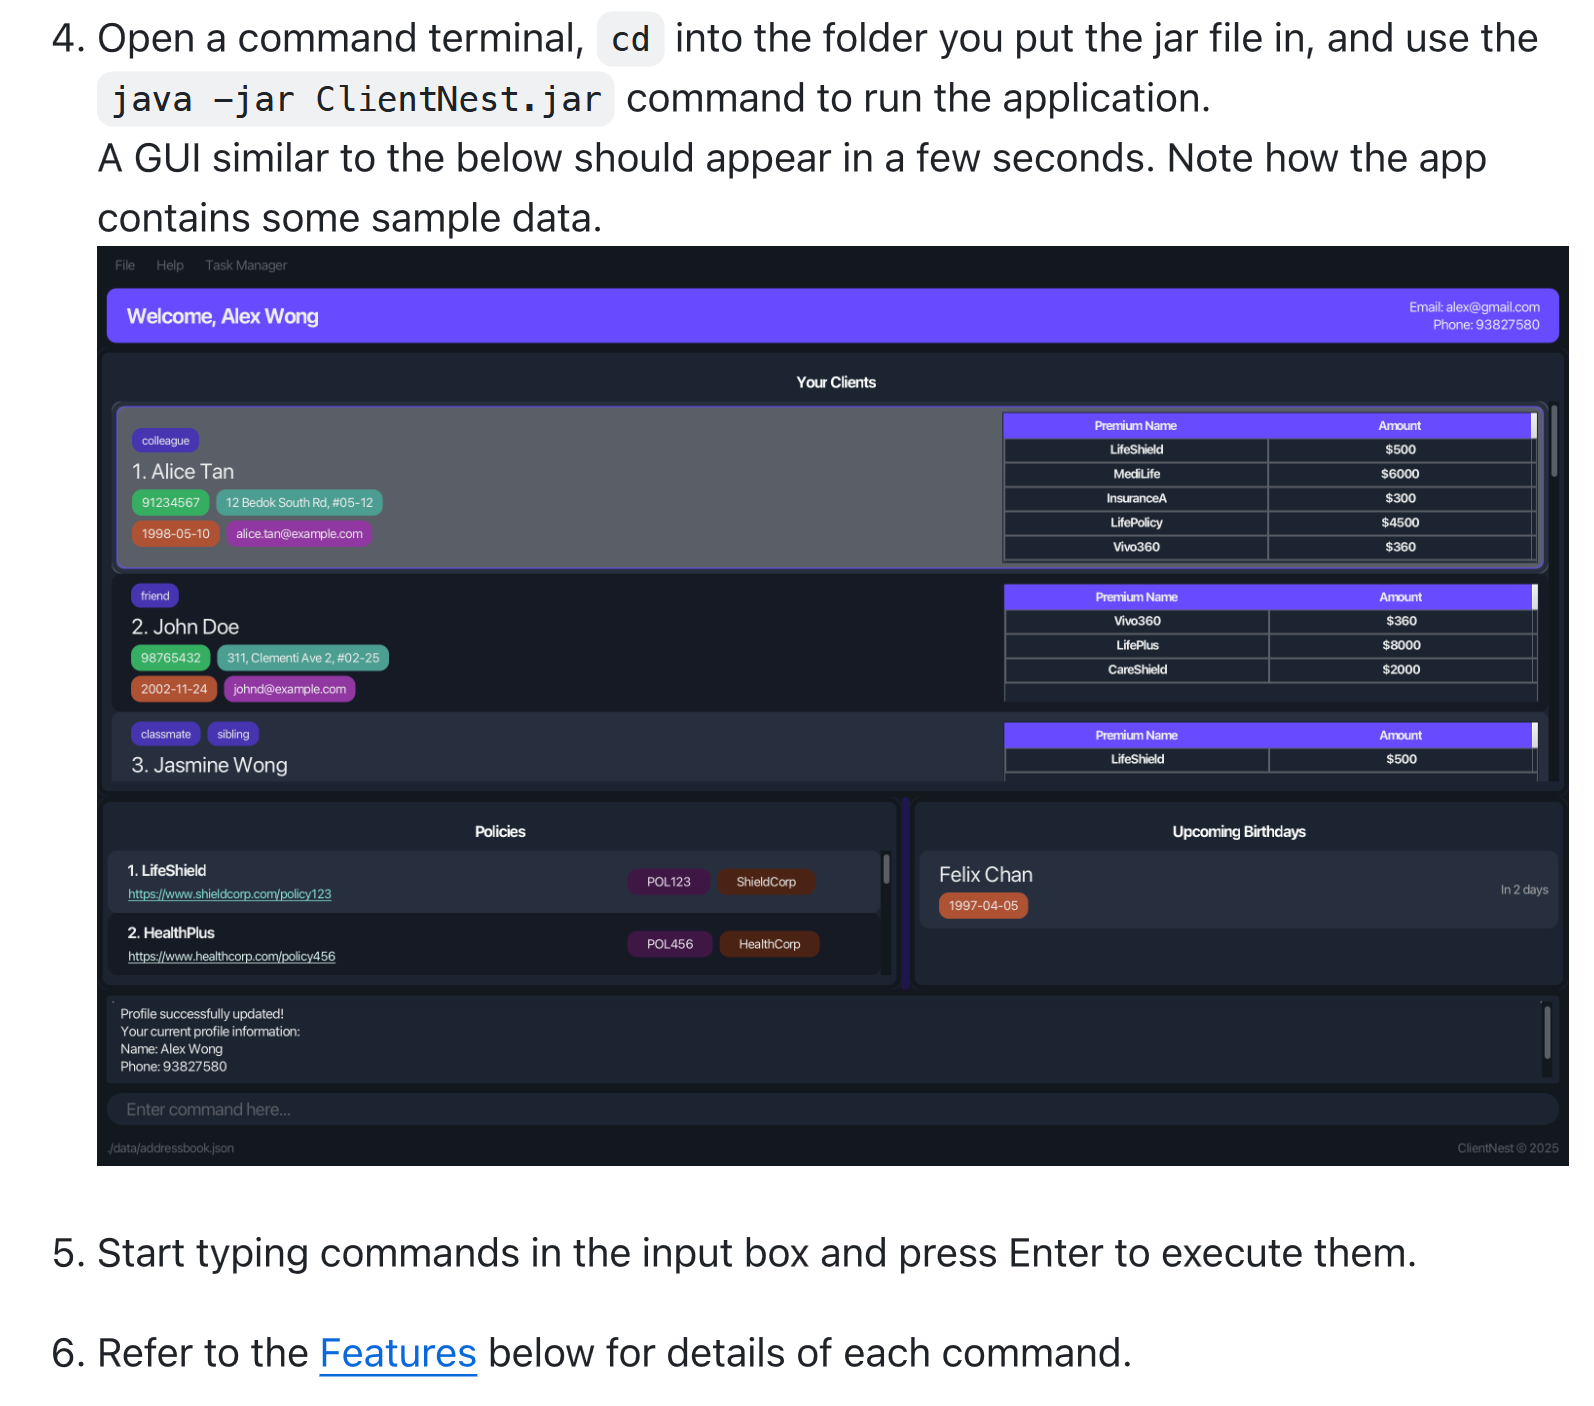 4. Open a command terminal, cd into the folder you put the jar file in, and use the
java -jar ClientNest.jar command to run the application.
A GUI similar to the below should appear in a few seconds. Note how the app
contains some sample data.
File Help Task Manager
Welcome, Alex Wong
Email: alex@gmail.com
Phone: 93827580
Your Clients
colleague
1. Alice Tan
91234567 12 Bedok South Rd, #05-12
1998-05-10 alice.tan@example.com
Premium Name Amount
LifeShield $500
MediLife $6000
InsuranceA $300
LifePolicy $4500
Vivo360 $360
friend
2. John Doe
98765432 311, Clementi Ave 2, #02-25
2002-11-24 johnd@example.com
Premium Name Amount
Vivo360 $360
LifePlus $8000
CareShield $2000
classmate sibling
3. Jasmine Wong
Premium Name Amount
LifeShield $500
Policies
1. LifeShield
https://www.shieldcorp.com/policy123
POL123 ShieldCorp
2. HealthPlus
https://www.healthcorp.com/policy456
POL456 HealthCorp
Upcoming Birthdays
Felix Chan
1997-04-05
In 2 days
Profile successfully updated!
Your current profile information:
Name: Alex Wong
Phone: 93827580
Enter command here...
./data/addressbook.json
ClientNest © 2025
5. Start typing commands in the input box and press Enter to execute them.
6. Refer to the Features below for details of each command.